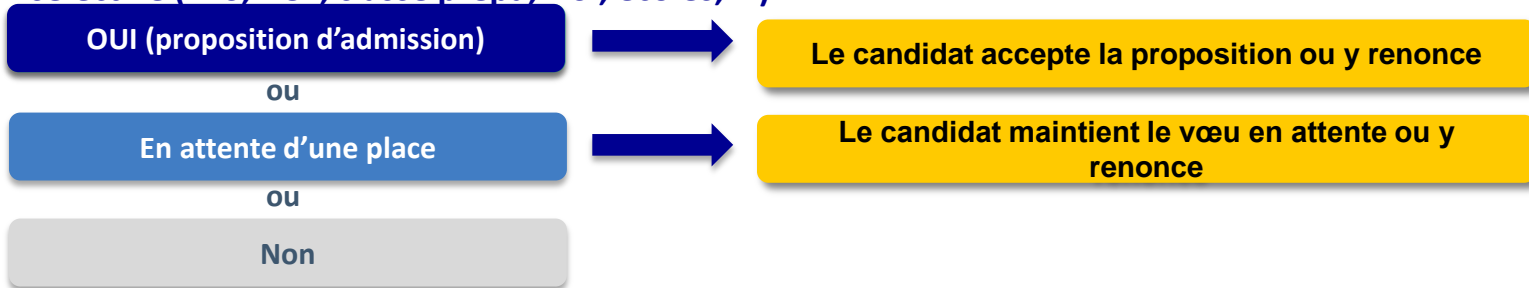 OUI (proposition d'admission)
Le candidat accepte la proposition ou y renonce
ou
En attente d'une place
Le candidat maintient le vœu en attente ou y
renonce
ou
Non